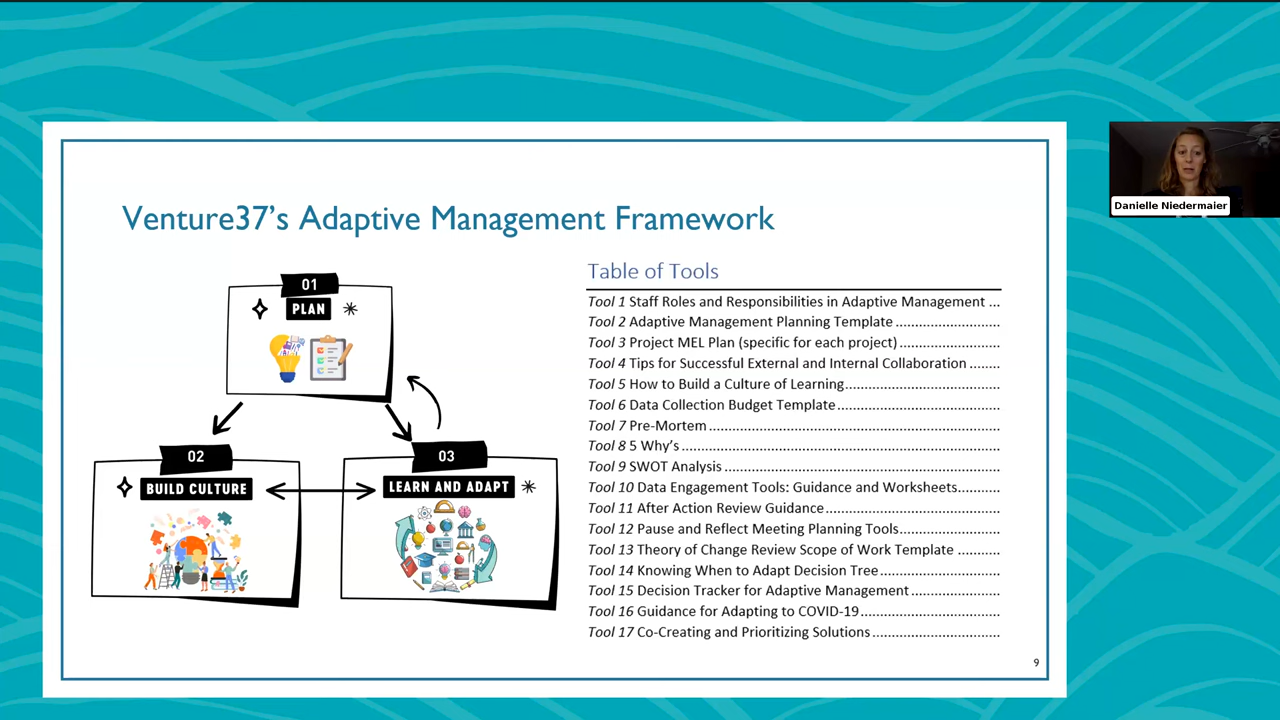 Venture37's Adaptive Management Framework
01
PLAN
02
BUILD CULTURE
03
LEARN AND ADAPT
Table of Tools
Tool 1 Staff Roles and Responsibilities in Adaptive Management ...
Tool 2 Adaptive Management Planning Template ..........................
Tool 3 Project MEL Plan (specific for each project) .........................
Tool 4 Tips for Successful External and Internal Collaboration ........
Tool 5 How to Build a Culture of Learning.......................................
Tool 6 Data Collection Budget Template.........................................
Tool 7 Pre-Mortem .........................................................................
Tool 8 5 Why's ................................................................................
Tool 9 SWOT Analysis .....................................................................
Tool 10 Data Engagement Tools: Guidance and Worksheets..........
Tool 11 After Action Review Guidance ............................................
Tool 12 Pause and Reflect Meeting Planning Tools.........................
Tool 13 Theory of Change Review Scope of Work Template ...........
Tool 14 Knowing When to Adapt Decision Tree..............................
Tool 15 Decision Tracker for Adaptive Management .......................
Tool 16 Guidance for Adapting to COVID-19...................................
Tool 17 Co-Creating and Prioritizing Solutions ................................
9
Danielle Niedermaier